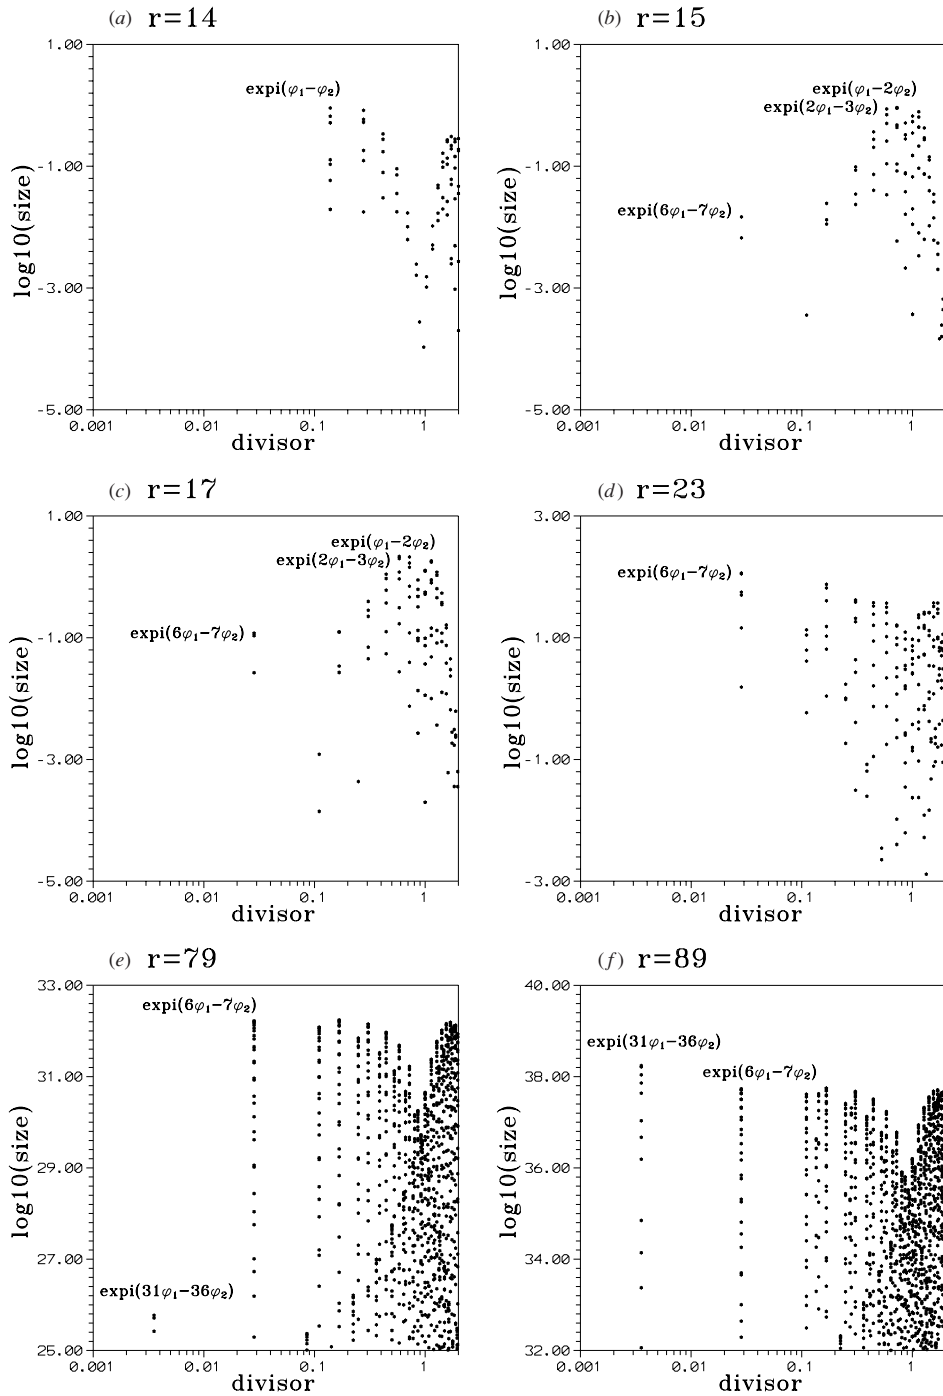 (a) r=14
1.00
expi(φ₁−φ₂)
-1.00
log10(size)
-3.00
-5.00
0.001 0.01 0.1 1
divisor
(b) r=15
1.00
expi(φ₁−2φ₂)
expi(2φ₁−3φ₂)
-1.00
expi(6φ₁−7φ₂)
log10(size)
-3.00
-5.00
0.001 0.01 0.1 1
divisor
(c) r=17
1.00
expi(φ₁−2φ₂)
expi(2φ₁−3φ₂)
expi(6φ₁−7φ₂)
-1.00
log10(size)
-3.00
-5.00
0.001 0.01 0.1 1
divisor
(d) r=23
3.00
expi(6φ₁−7φ₂)
1.00
log10(size)
-1.00
-3.00
0.001 0.01 0.1 1
divisor
(e) r=79
33.00
expi(6φ₁−7φ₂)
31.00
log10(size)
29.00
27.00
expi(31φ₁−36φ₂)
25.00
0.001 0.01 0.1 1
divisor
(f) r=89
40.00
expi(31φ₁−36φ₂)
38.00
expi(6φ₁−7φ₂)
log10(size)
36.00
34.00
32.00
0.001 0.01 0.1 1
divisor